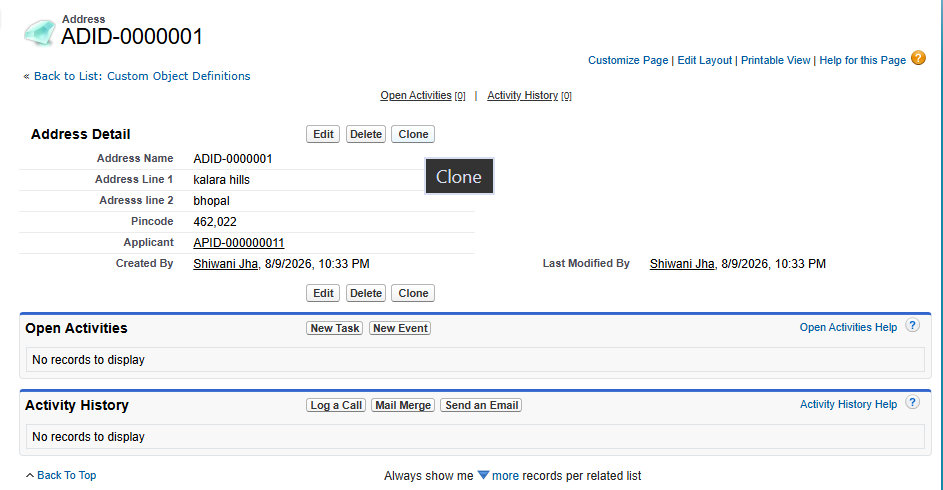 Address
ADID-0000001
Customize Page | Edit Layout | Printable View | Help for this Page ?
« Back to List: Custom Object Definitions
Open Activities [0] | Activity History [0]
Address Detail Edit Delete Clone
Address Name ADID-0000001
Clone
Address Line 1 kalara hills
Adresss line 2 bhopal
Pincode 462,022
Applicant APID-000000011
Created By Shiwani Jha, 8/9/2026, 10:33 PM Last Modified By Shiwani Jha, 8/9/2026, 10:33 PM
Edit Delete Clone
Open Activities New Task New Event Open Activities Help ?
No records to display
Activity History Log a Call Mail Merge Send an Email Activity History Help ?
No records to display
Back To Top Always show me more records per related list